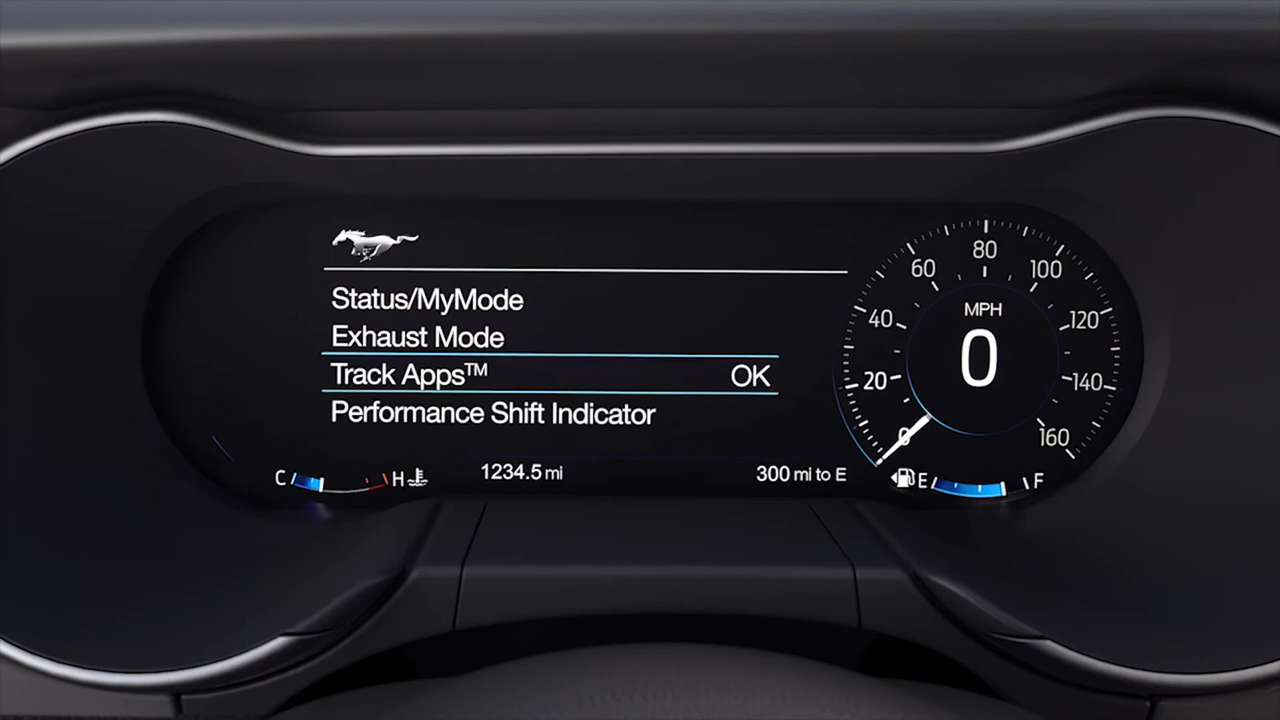 Status/MyMode
Exhaust Mode
Track Apps™ OK
Performance Shift Indicator
C H
1234.5 mi
300 mi to E
E F
MPH
0
0
20
40
60
80
100
120
140
160